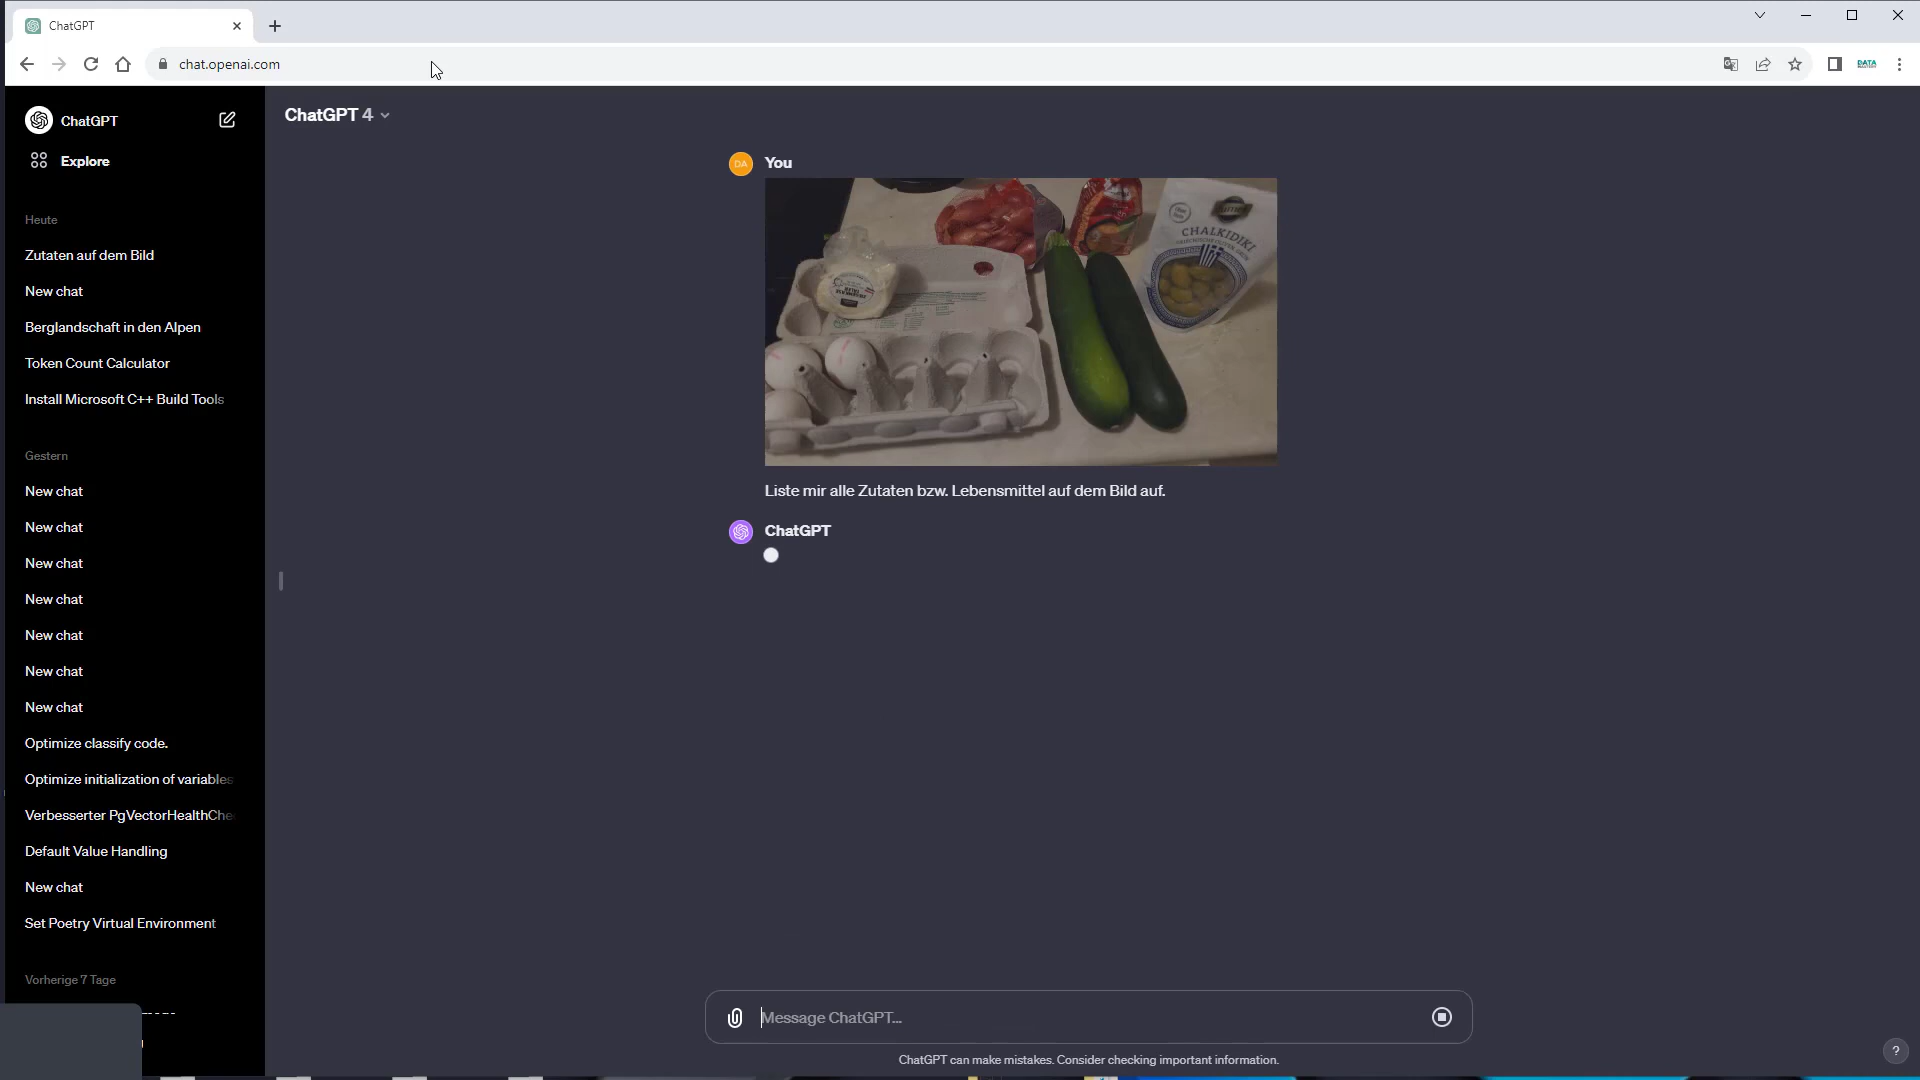 ChatGPT
chat.openai.com
DATA
ChatGPT
Explore
Heute
Zutaten auf dem Bild
New chat
Berglandschaft in den Alpen
Token Count Calculator
Install Microsoft C++ Build Tools
Gestern
New chat
New chat
New chat
New chat
New chat
New chat
New chat
Optimize classify code.
Optimize initialization of variables
Verbesserter PgVectorHealthChe
Default Value Handling
New chat
Set Poetry Virtual Environment
Vorherige 7 Tage
ChatGPT 4
DA
You
CHALKIDIKI
Liste mir alle Zutaten bzw. Lebensmittel auf dem Bild auf.
ChatGPT
Message ChatGPT...
ChatGPT can make mistakes. Consider checking important information.
?